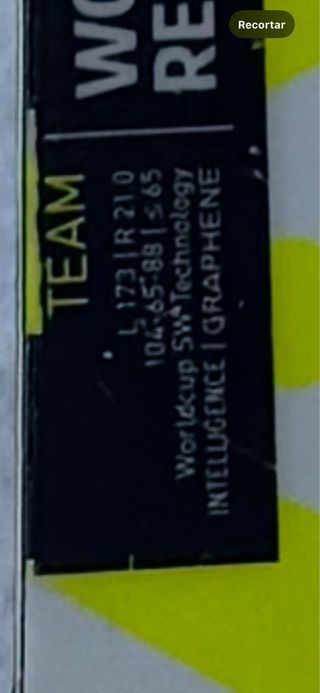 Recortar
WO
RE
TEAM
L 173 | R 21.0
104-65-88 | ≤ 65
Worldcup SW Technology
INTELLIGENCE | GRAPHENE